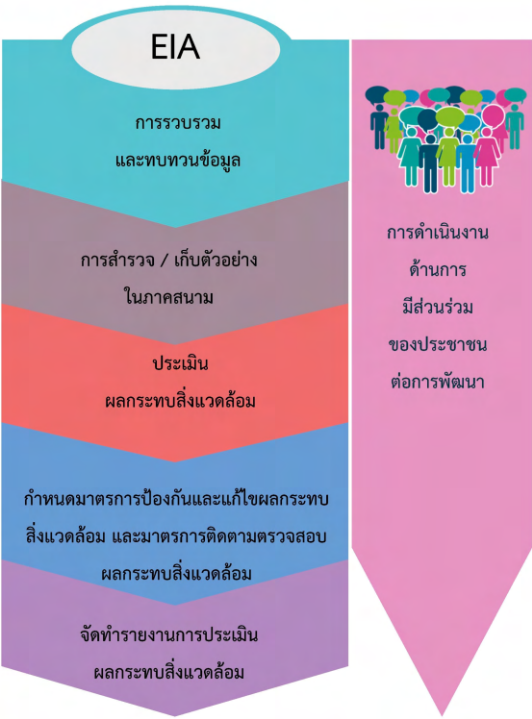 EIA
การรวบรวม
และทบทวนข้อมูล
การสำรวจ / เก็บตัวอย่าง
ในภาคสนาม
ประเมิน
ผลกระทบสิ่งแวดล้อม
กำหนดมาตรการป้องกันและแก้ไขผลกระทบ
สิ่งแวดล้อม และมาตรการติดตามตรวจสอบ
ผลกระทบสิ่งแวดล้อม
จัดทำรายงานการประเมิน
ผลกระทบสิ่งแวดล้อม
การดำเนินงาน
ด้านการ
มีส่วนร่วม
ของประชาชน
ต่อการพัฒนา